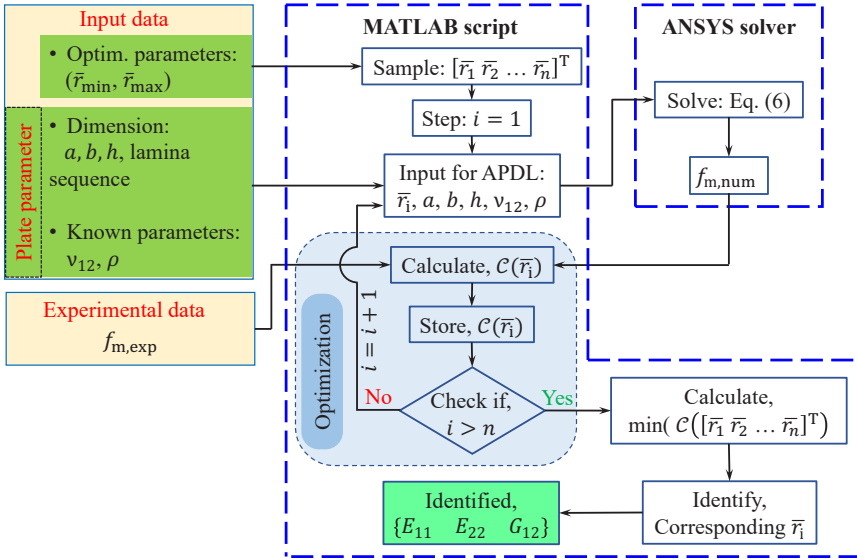 Input data
• Optim. parameters:
(r̅min, r̅max)
Plate parameter
• Dimension:
a, b, h, lamina
sequence
• Known parameters:
ν12, ρ
Experimental data
fm,exp
MATLAB script
Sample: [r̅1 r̅2 … r̅n]T
Step: i = 1
Input for APDL:
r̅i, a, b, h, ν12, ρ
ANSYS solver
Solve: Eq. (6)
fm,num
Calculate, 𝒞(r̅i)
Store, 𝒞(r̅i)
i = i + 1
Optimization
Check if,
i > n
No
Yes
Calculate,
min( 𝒞([r̅1 r̅2 … r̅n]T)
Identify,
Corresponding r̅i
Identified,
{E11 E22 G12}